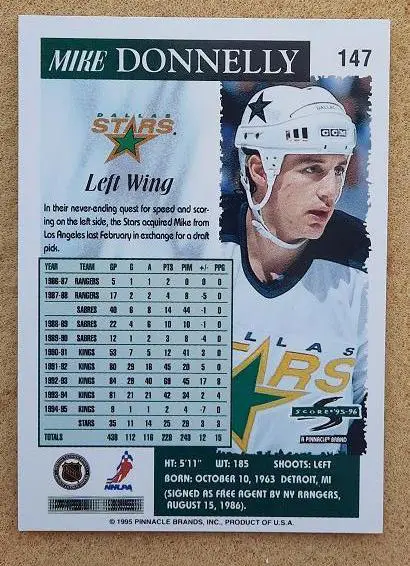 MIKE DONNELLY 147
DALLAS
STARS
Left Wing
In their never-ending quest for speed and scor-
ing on the left side, the Stars acquired Mike from
Los Angeles last February in exchange for a draft
pick.
YEAR TEAM GP G A PTS PIM +/- PPG
1986-87 RANGERS 5 1 1 2 0 0 0
1987-88 RANGERS 17 2 2 4 8 -5 0
SABRES 40 6 8 14 44 -1 0
1988-89 SABRES 22 4 6 10 10 -1 0
1989-90 SABRES 12 1 2 3 8 -4 0
1990-91 KINGS 53 7 5 12 41 3 0
1991-92 KINGS 80 29 16 45 20 5 0
1992-93 KINGS 84 29 40 69 45 17 8
1993-94 KINGS 81 21 21 42 34 2 4
1994-95 KINGS 9 1 1 2 4 -7 0
STARS 35 11 14 25 29 3 3
TOTALS 438 112 116 228 243 12 15
DALLAS
CCM
ALLAS
STARS
SCORE '95-96
A PINNACLE BRAND
NHLPA
HT: 5'11" WT: 185 SHOOTS: LEFT
BORN: OCTOBER 10, 1963 DETROIT, MI
(SIGNED AS FREE AGENT BY NY RANGERS,
AUGUST 15, 1986).
© 1995 PINNACLE BRANDS, INC., PRODUCT OF U.S.A.